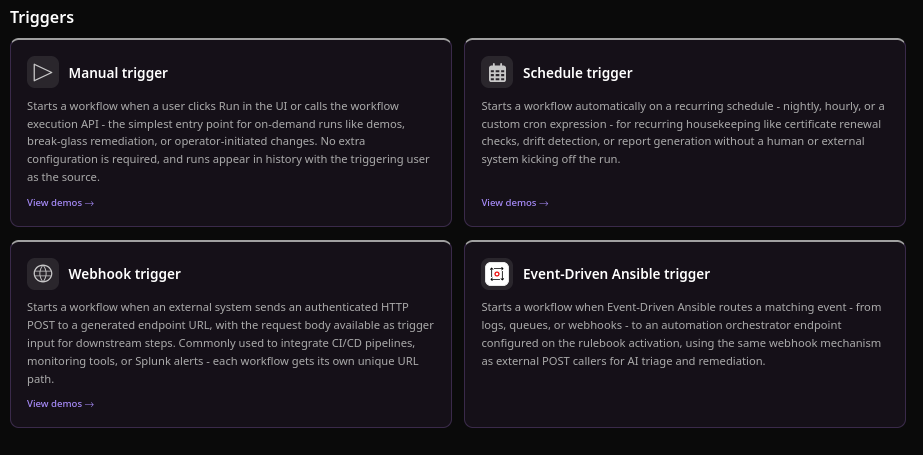 Triggers
Manual trigger
Starts a workflow when a user clicks Run in the UI or calls the workflow
execution API - the simplest entry point for on-demand runs like demos,
break-glass remediation, or operator-initiated changes. No extra
configuration is required, and runs appear in history with the triggering user
as the source.
View demos →
Schedule trigger
Starts a workflow automatically on a recurring schedule - nightly, hourly, or a
custom cron expression - for recurring housekeeping like certificate renewal
checks, drift detection, or report generation without a human or external
system kicking off the run.
View demos →
Webhook trigger
Starts a workflow when an external system sends an authenticated HTTP
POST to a generated endpoint URL, with the request body available as trigger
input for downstream steps. Commonly used to integrate CI/CD pipelines,
monitoring tools, or Splunk alerts - each workflow gets its own unique URL
path.
View demos →
Event-Driven Ansible trigger
Starts a workflow when Event-Driven Ansible routes a matching event - from
logs, queues, or webhooks - to an automation orchestrator endpoint
configured on the rulebook activation, using the same webhook mechanism
as external POST callers for AI triage and remediation.